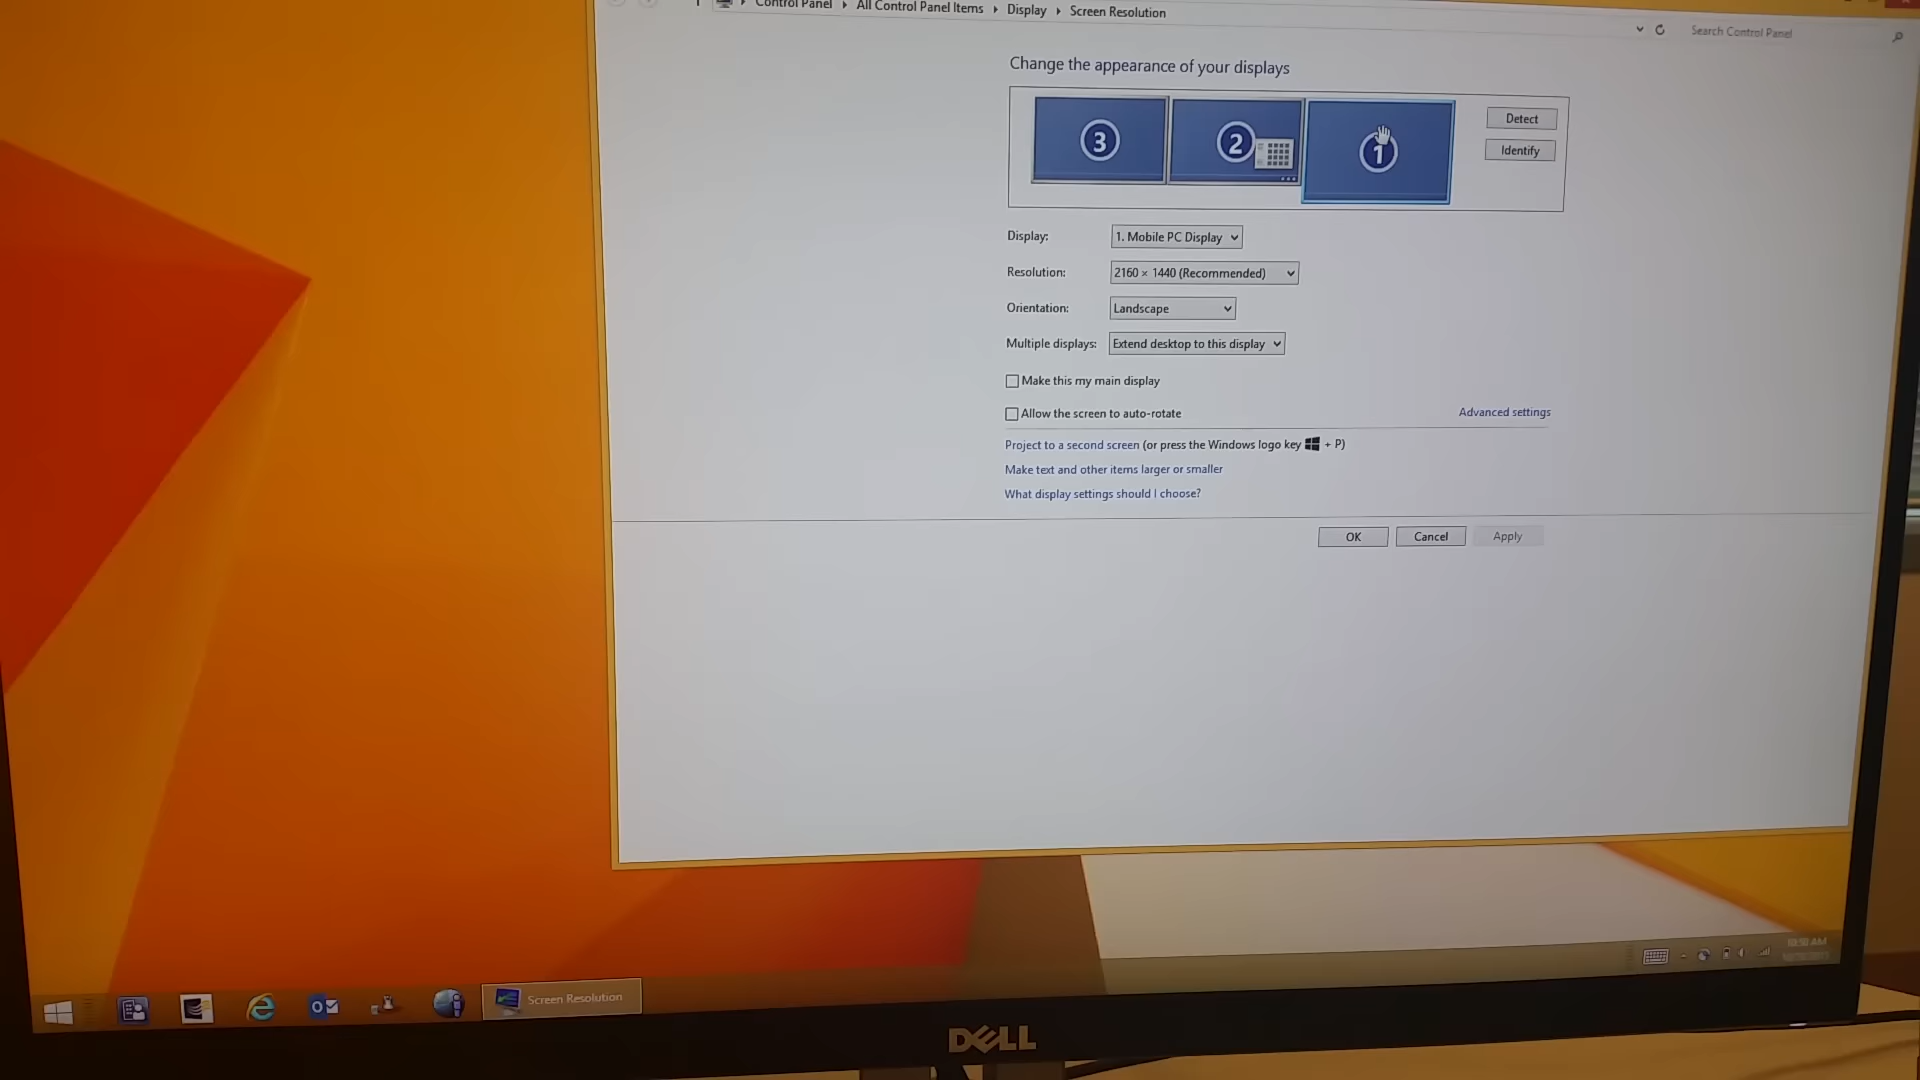 Control Panel ▸ All Control Panel Items ▸ Display ▸ Screen Resolution
Search Control Panel
Change the appearance of your displays
3
2
1
Detect
Identify
Display: 1. Mobile PC Display
Resolution: 2160 × 1440 (Recommended)
Orientation: Landscape
Multiple displays: Extend desktop to this display
Make this my main display
Allow the screen to auto-rotate
Advanced settings
Project to a second screen (or press the Windows logo key + P)
Make text and other items larger or smaller
What display settings should I choose?
OK
Cancel
Apply
Screen Resolution
DELL